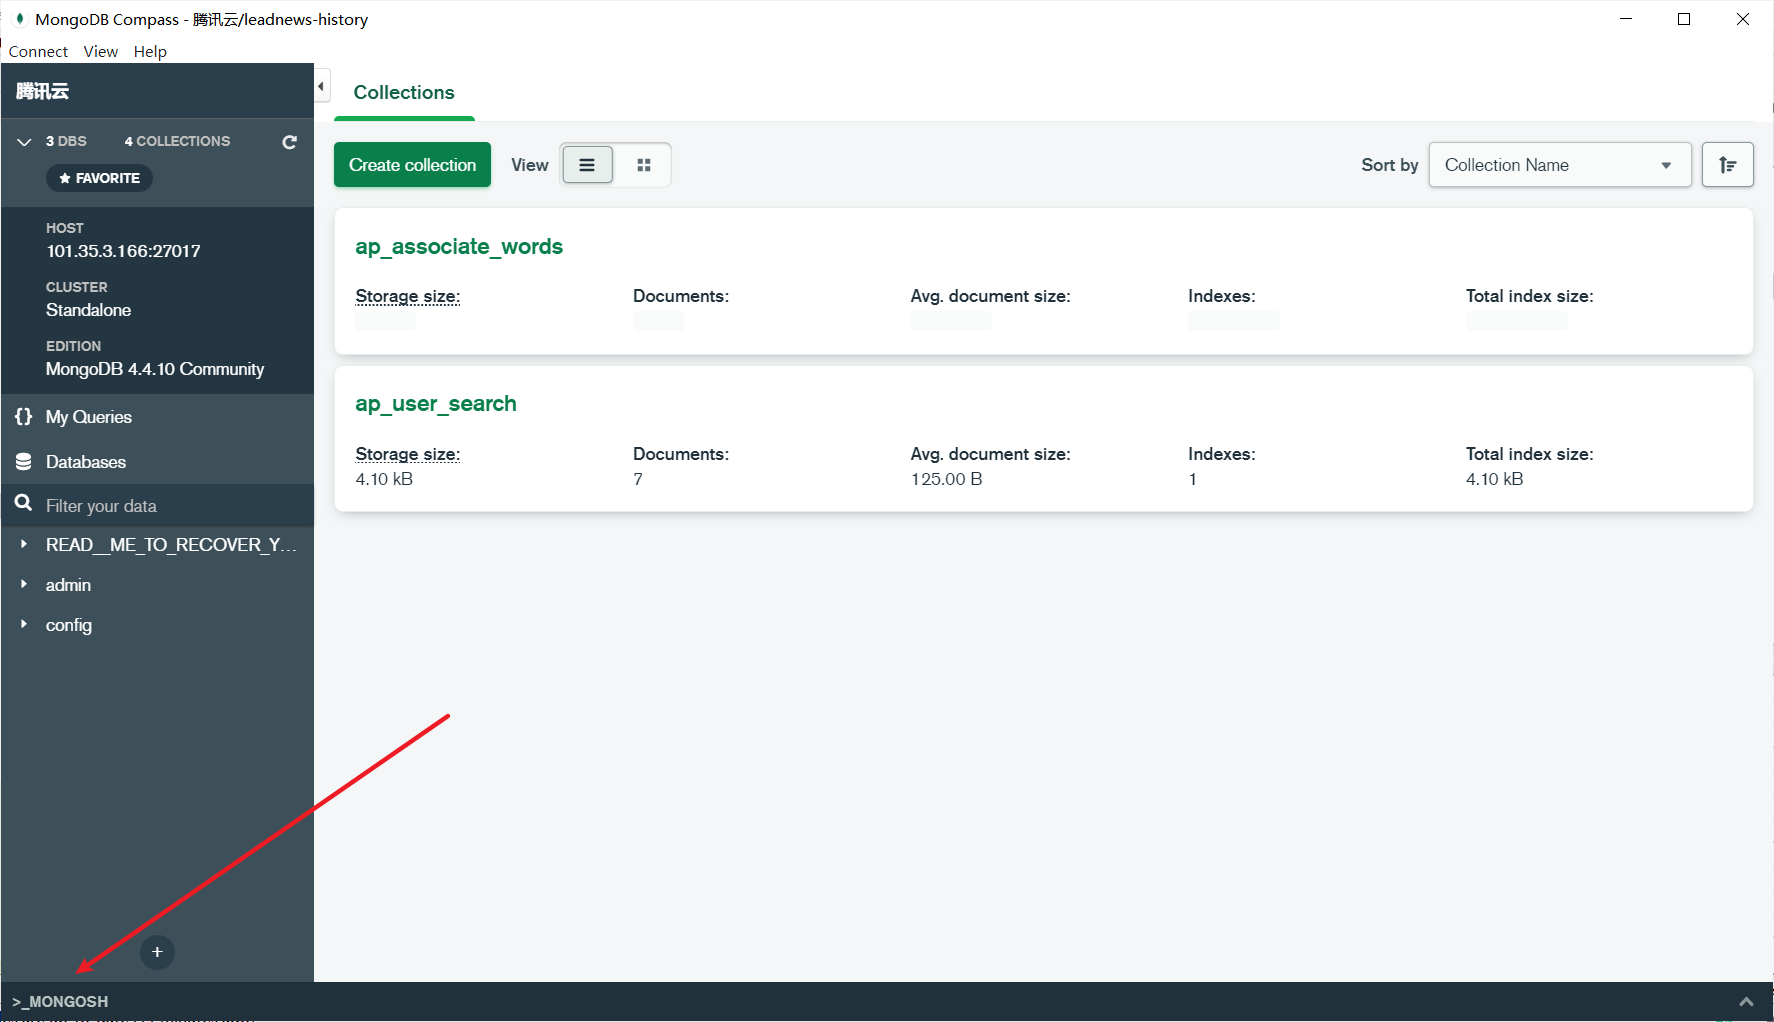 MongoDB Compass - 腾讯云/leadnews-history
Connect View Help
腾讯云
3 DBS 4 COLLECTIONS
FAVORITE
HOST
101.35.3.166:27017
CLUSTER
Standalone
EDITION
MongoDB 4.4.10 Community
My Queries
Databases
Filter your data
READ__ME_TO_RECOVER_Y...
admin
config
+
>_MONGOSH
Collections
Create collection View Sort by Collection Name
ap_associate_words
Storage size: Documents: Avg. document size: Indexes: Total index size:
ap_user_search
Storage size: Documents: Avg. document size: Indexes: Total index size:
4.10 kB 7 125.00 B 1 4.10 kB